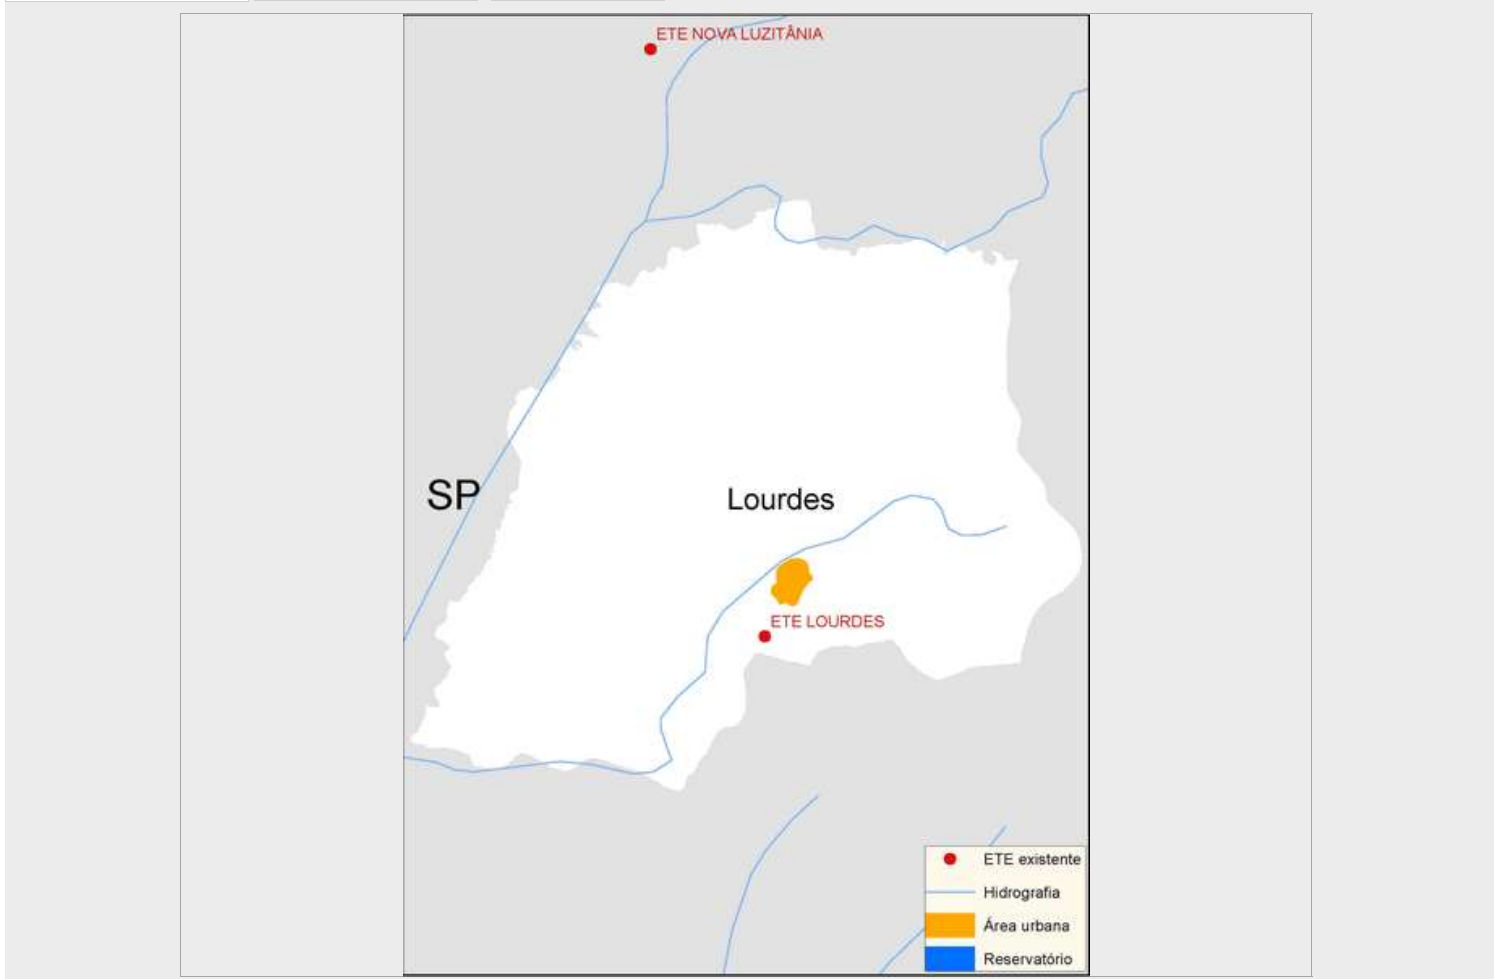 ETE NOVA LUZITÂNIA
SP
Lourdes
ETE LOURDES
ETE existente
Hidrografia
Área urbana
Reservatório